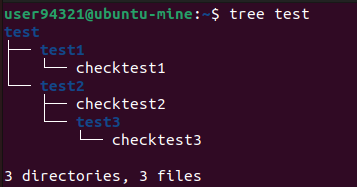 user94321@ubuntu-mine:~$ tree test
test
├── test1
│   └── checktest1
└── test2
    ├── checktest2
    └── test3
        └── checktest3

3 directories, 3 files